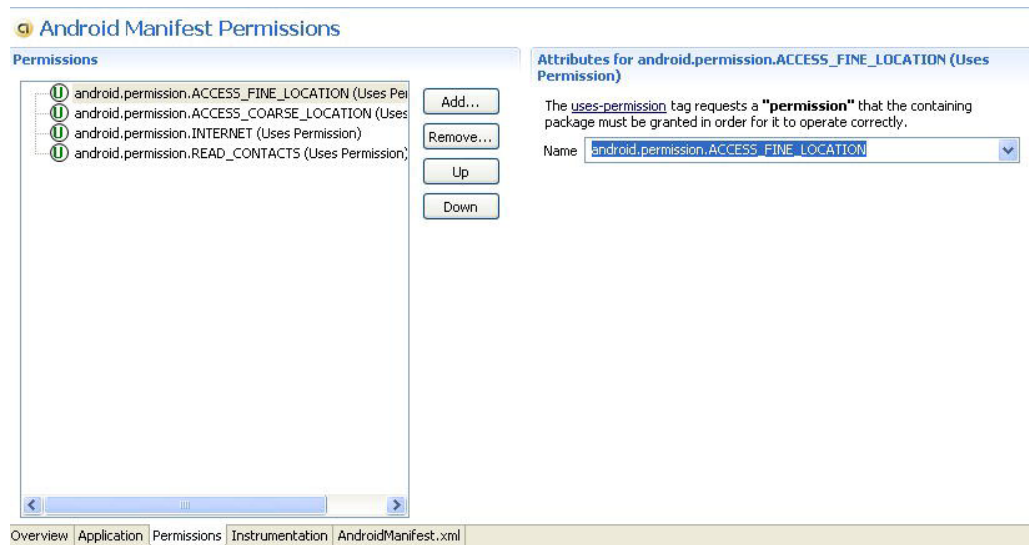 Android Manifest Permissions
Permissions
U android.permission.ACCESS_FINE_LOCATION (Uses Per
U android.permission.ACCESS_COARSE_LOCATION (Uses
U android.permission.INTERNET (Uses Permission)
U android.permission.READ_CONTACTS (Uses Permission)
Add...
Remove...
Up
Down
Attributes for android.permission.ACCESS_FINE_LOCATION (Uses
Permission)
The uses-permission tag requests a "permission" that the containing
package must be granted in order for it to operate correctly.
Name android.permission.ACCESS_FINE_LOCATION
Overview Application Permissions Instrumentation AndroidManifest.xml